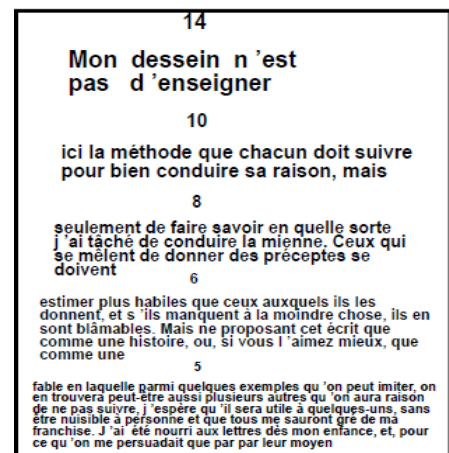 14
Mon dessein n 'est
pas d 'enseigner
10
ici la méthode que chacun doit suivre
pour bien conduire sa raison, mais
8
seulement de faire savoir en quelle sorte
j 'ai tâché de conduire la mienne. Ceux qui
se mêlent de donner des préceptes se
doivent
6
estimer plus habiles que ceux auxquels ils les
donnent, et s 'ils manquent à la moindre chose, ils en
sont blâmables. Mais ne proposant cet écrit que
comme une histoire, ou, si vous l 'aimez mieux, que
comme une
5
fable en laquelle parmi quelques exemples qu 'on peut imiter, on
en trouvera peut-être aussi plusieurs autres qu 'on aura raison
de ne pas suivre, j 'espère qu 'il sera utile à quelques-uns, sans
être nuisible à personne et que tous me sauront gré de ma
franchise. J 'ai été nourri aux lettres dès mon enfance, et, pour
ce qu 'on me persuadait que par par leur moyen